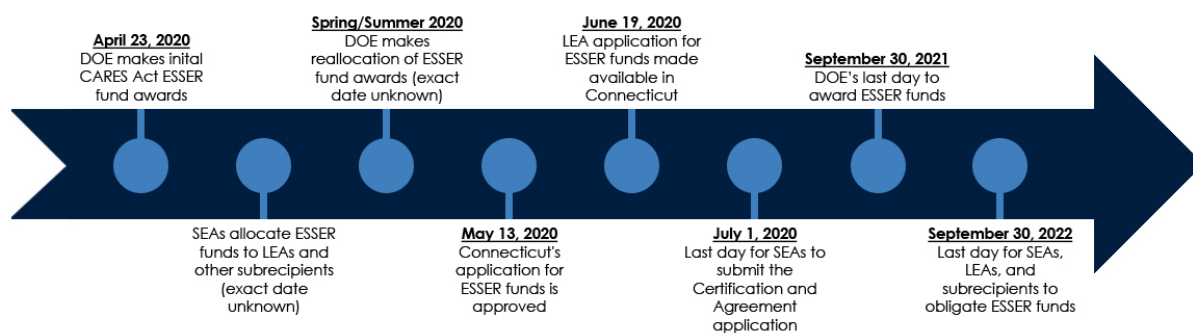 April 23, 2020
DOE makes inital
CARES Act ESSER
fund awards
SEAs allocate ESSER
funds to LEAs and
other subrecipients
(exact date
unknown)
Spring/Summer 2020
DOE makes
reallocation of ESSER
fund awards (exact
date unknown)
May 13, 2020
Connecticut's
application for
ESSER funds is
approved
June 19, 2020
LEA application for
ESSER funds made
available in
Connecticut
July 1, 2020
Last day for SEAs to
submit the
Certification and
Agreement
application
September 30, 2021
DOE's last day to
award ESSER funds
September 30, 2022
Last day for SEAs,
LEAs, and
subrecipients to
obligate ESSER funds